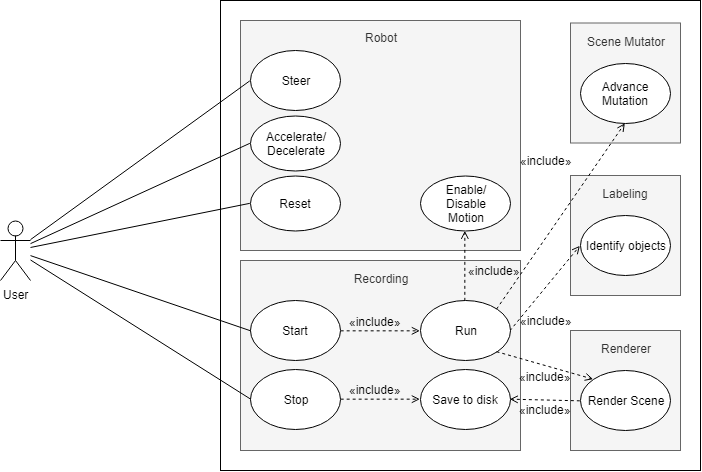 Robot
Scene Mutator
Steer
Advance
Mutation
Accelerate/
Decelerate
«include»
Enable/
Disable
Motion
Labeling
Reset
Identify objects
User
«include»
Recording
Start
«include»
Run
«include»
Renderer
Stop
«include»
Save to disk
«include»
«include»
Render Scene